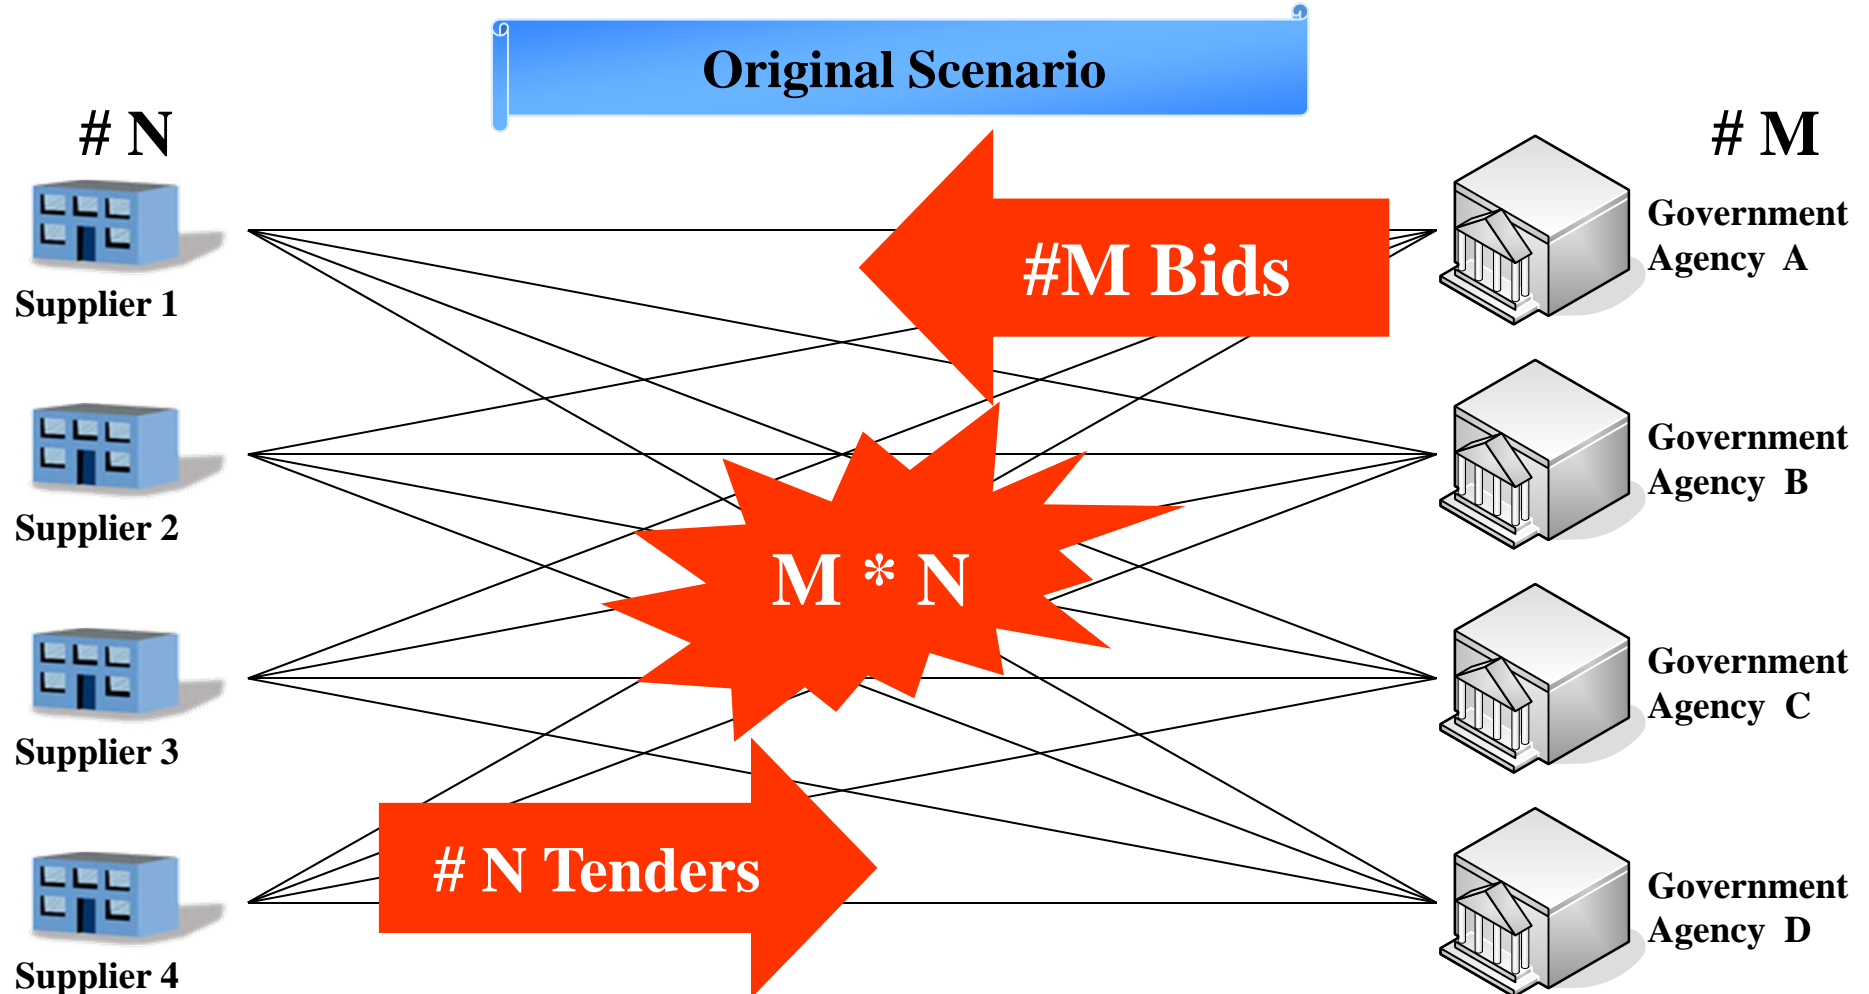 Original Scenario
# N
# M
Supplier 1
#M Bids
Government
Agency A
Supplier 2
Government
Agency B
M * N
Supplier 3
Government
Agency C
# N Tenders
Supplier 4
Government
Agency D